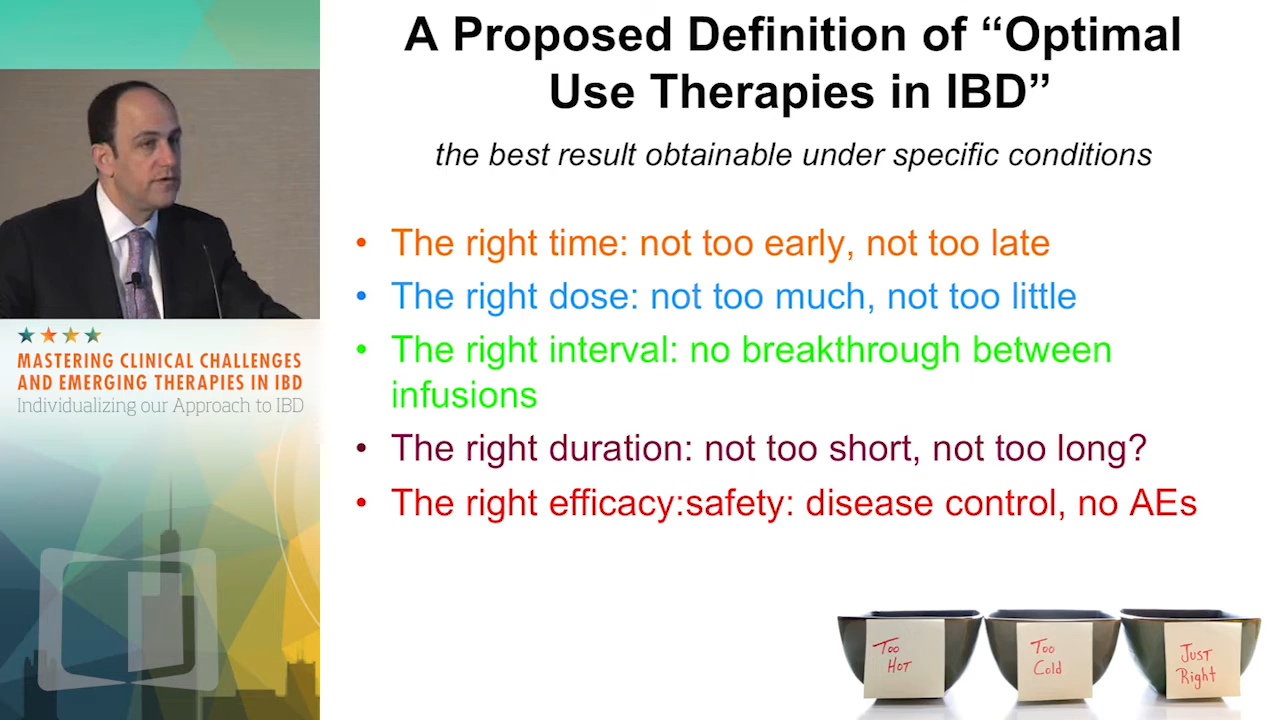 A Proposed Definition of “Optimal
Use Therapies in IBD”
the best result obtainable under specific conditions
• The right time: not too early, not too late
• The right dose: not too much, not too little
• The right interval: no breakthrough between
infusions
• The right duration: not too short, not too long?
• The right efficacy:safety: disease control, no AEs
MASTERING CLINICAL CHALLENGES
AND EMERGING THERAPIES IN IBD
Individualizing our Approach to IBD
Too
HOT
Too
Cold
JUST
Right